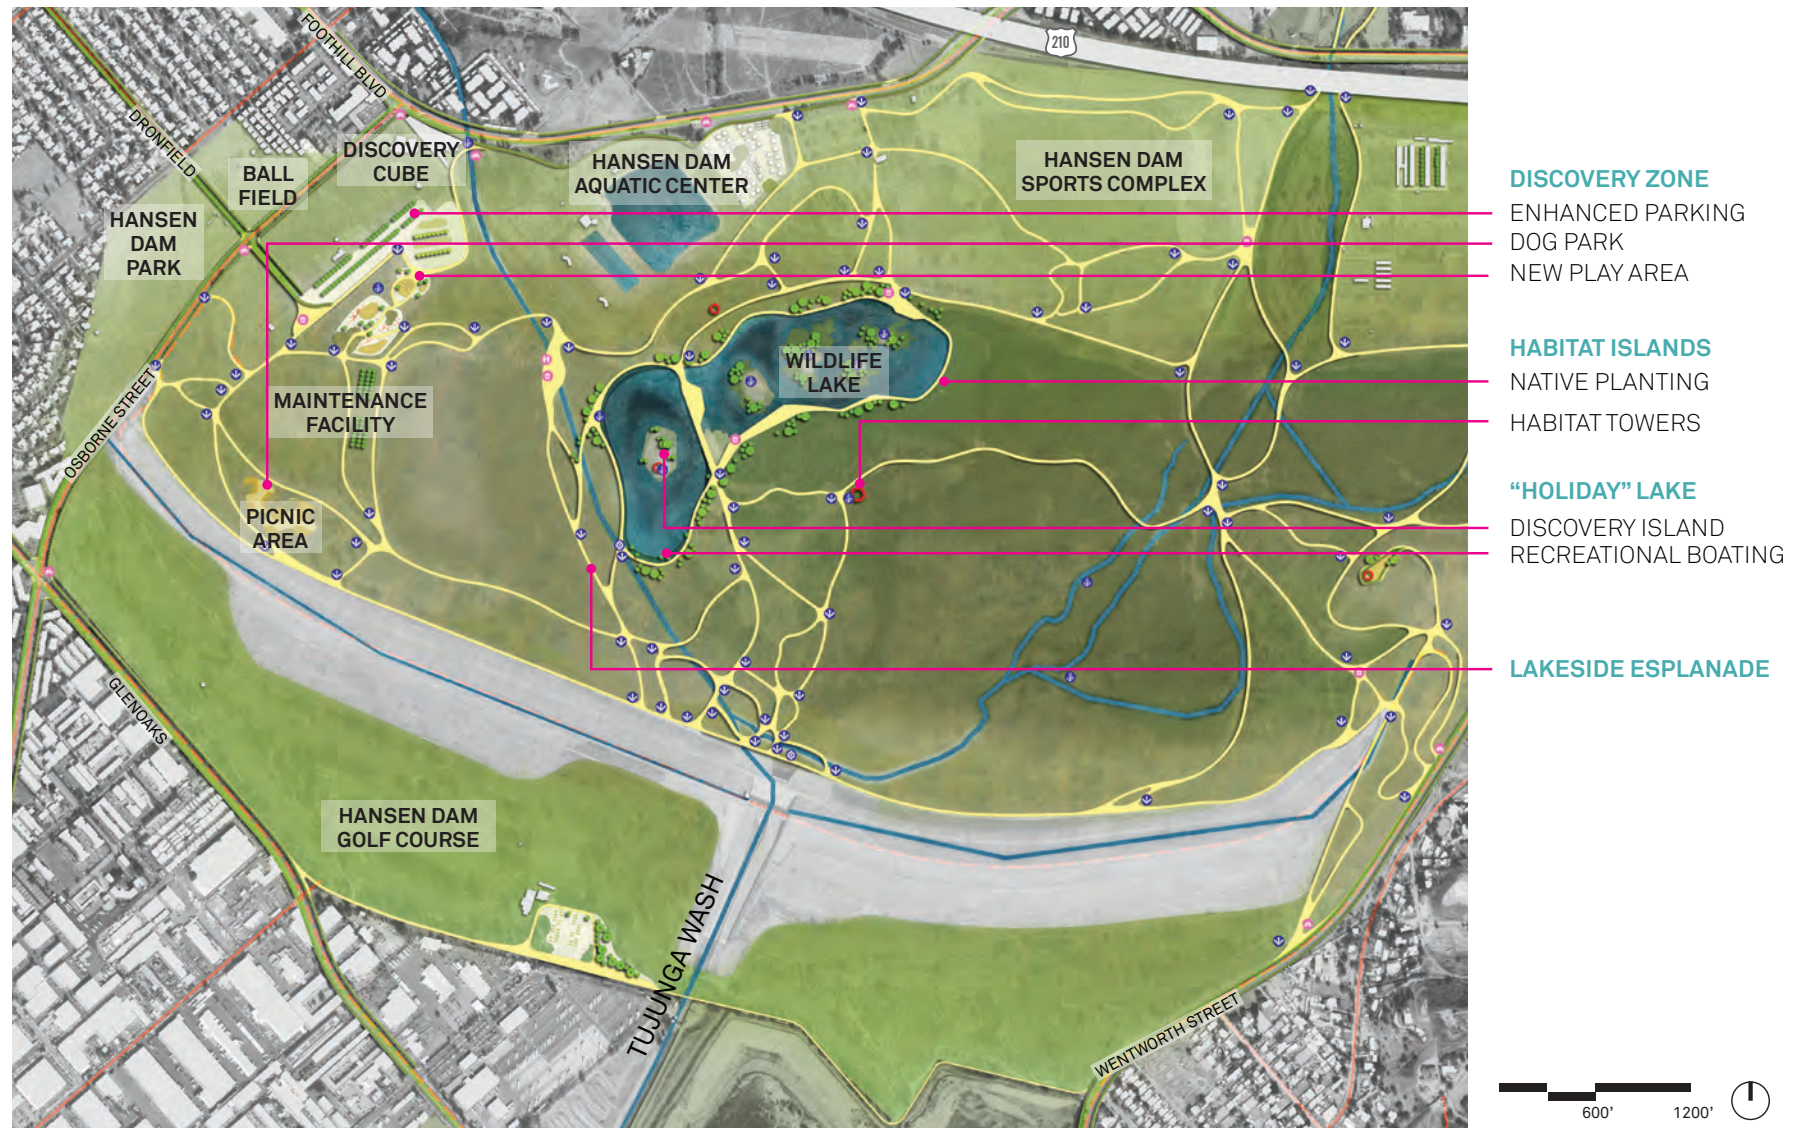 210
FOOTHILL BLVD
DRONFIELD
DISCOVERY
CUBE
BALL
FIELD
HANSEN DAM
AQUATIC CENTER
HANSEN DAM
SPORTS COMPLEX
HANSEN
DAM
PARK
DISCOVERY ZONE
ENHANCED PARKING
DOG PARK
NEW PLAY AREA
WILDLIFE
LAKE
HABITAT ISLANDS
NATIVE PLANTING
HABITAT TOWERS
OSBORNE STREET
MAINTENANCE
FACILITY
PICNIC
AREA
“HOLIDAY” LAKE
DISCOVERY ISLAND
RECREATIONAL BOATING
LAKESIDE ESPLANADE
GLENOAKS
HANSEN DAM
GOLF COURSE
TUJUNGA WASH
WENTWORTH STREET
600’
1200’